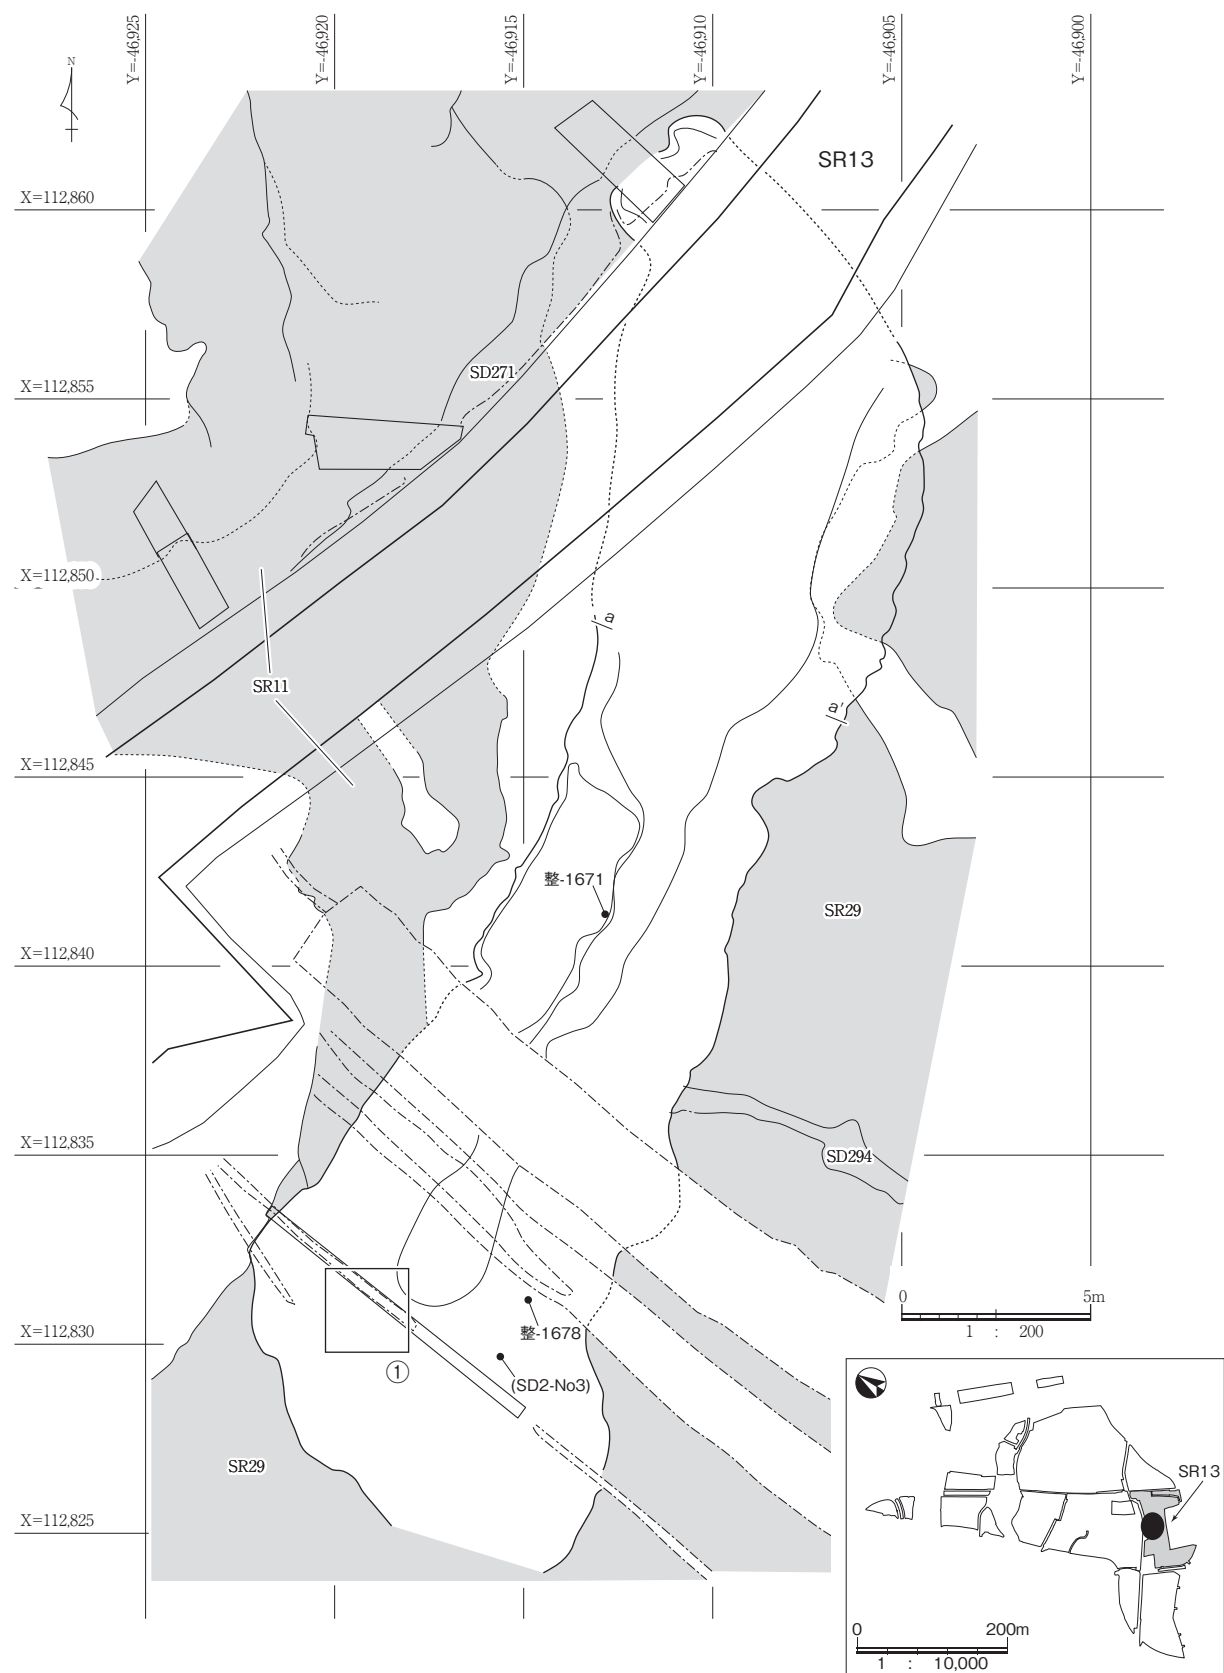 Y=-46,925
Y=-46,920
Y=-46,915
Y=-46,910
Y=-46,905
Y=-46,900
N
SR13
X=112,860
SD271
X=112,855
X=112,850
a
SR11
a'
X=112,845
整-1671
SR29
X=112,840
X=112,835
SD294
0 5m
1 : 200
X=112,830
整-1678
①
(SD2-No3)
SR29
SR13
X=112,825
0 200m
1 : 10,000